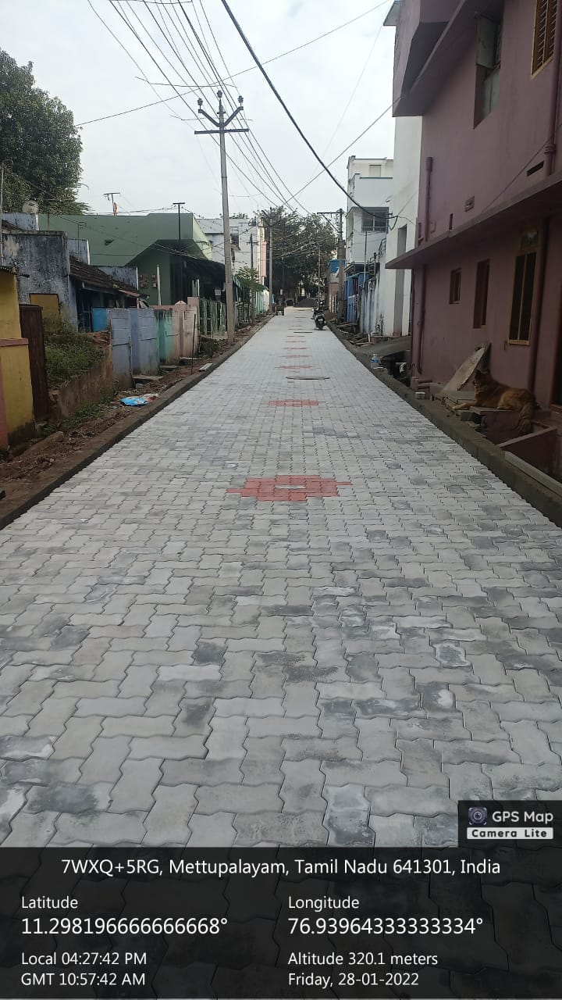 GPS Map
Camera Lite
7WXQ+5RG, Mettupalayam, Tamil Nadu 641301, India
Latitude
11.298196666666668°
Longitude
76.93964333333334°
Local 04:27:42 PM
GMT 10:57:42 AM
Altitude 320.1 meters
Friday, 28-01-2022